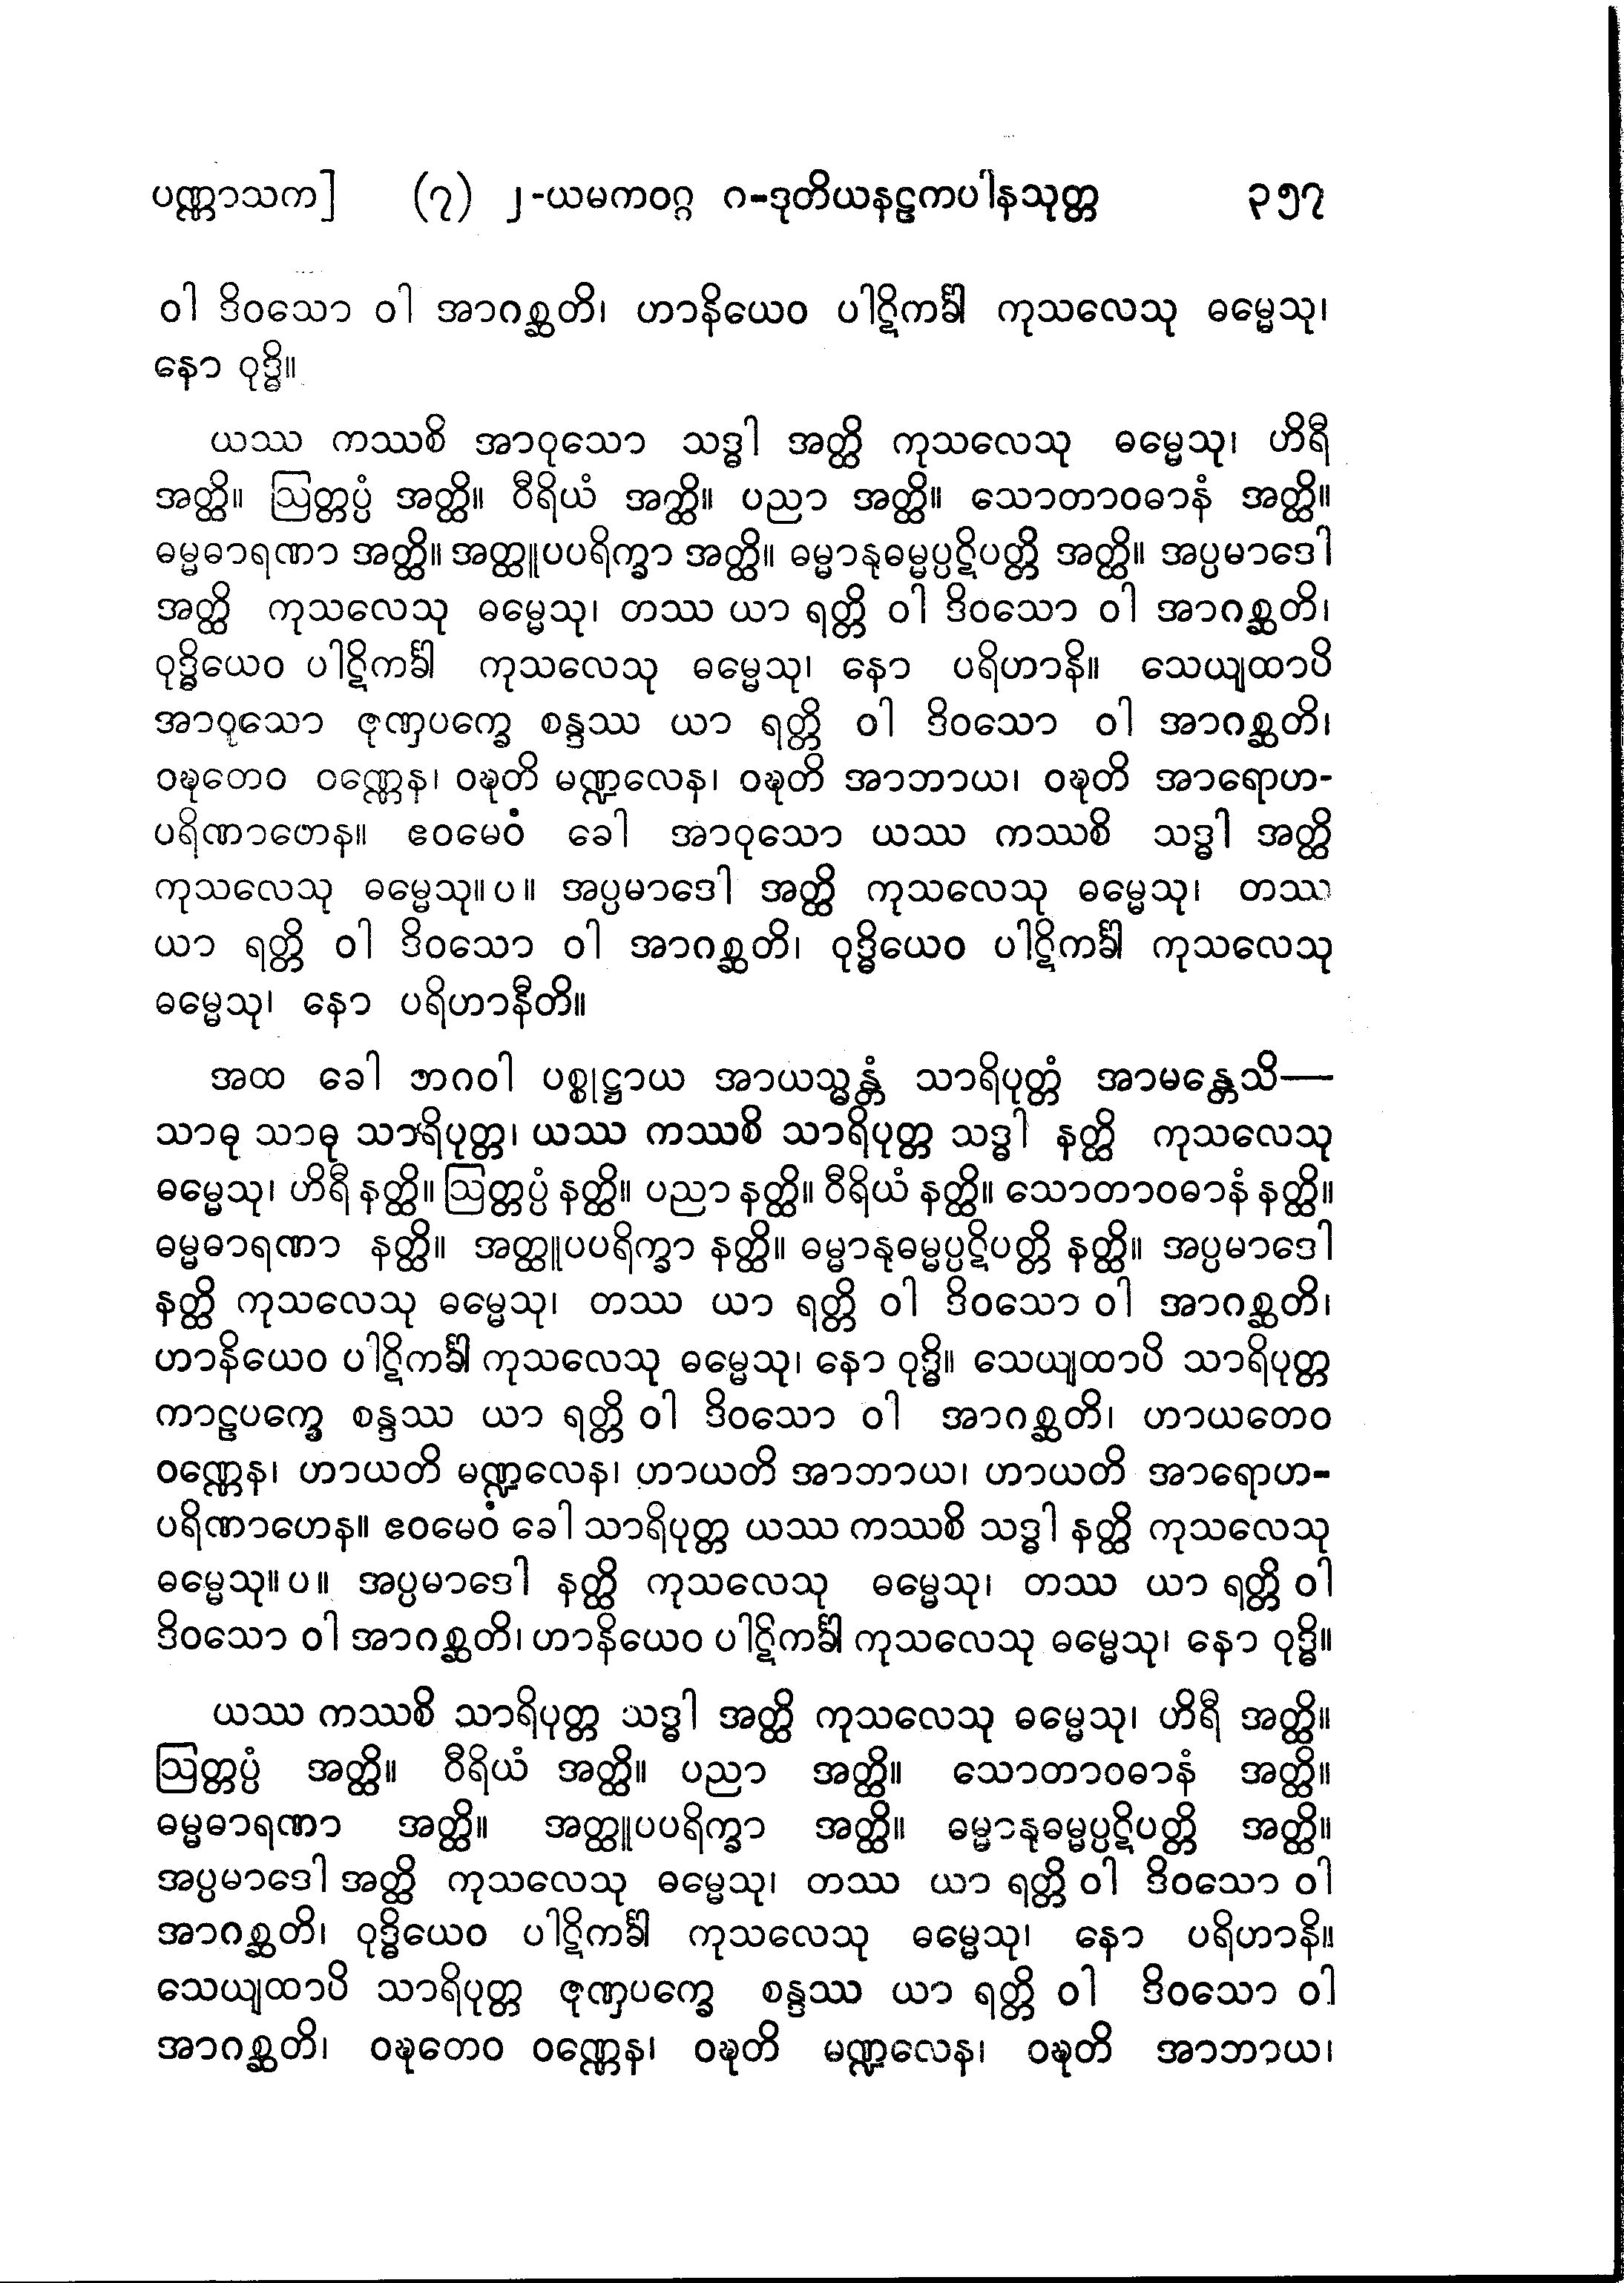 ပဏ္ဏာသက] (၇) ၂-ယမကဝဂ္ဂ ဂ-ဒုတိယနဠကပါနသုတ္တ ၃၅၇
ဝါ ဒိဝသော ဝါ အာဂစ္ဆတိ၊ ဟာနိယေဝ ပါဋိကင်္ခါ ကုသလေသု ဓမ္မေသု၊
နော ဝုဒ္ဓိ။
ယဿ ကဿစိ အာဝုသော သဒ္ဓါ အတ္ထိ ကုသလေသု ဓမ္မေသု၊ ဟိရီ
အတ္ထိ။ ဩတ္တပ္ပံ အတ္ထိ။ ဝီရိယံ အတ္ထိ။ ပညာ အတ္ထိ။ သောတာဝဓာနံ အတ္ထိ။
ဓမ္မဓာရဏာ အတ္ထိ။ အတ္ထူပပရိက္ခာ အတ္ထိ။ ဓမ္မာနုဓမ္မပ္ပဋိပတ္တိ အတ္ထိ။ အပ္ပမာဒေါ
အတ္ထိ ကုသလေသု ဓမ္မေသု၊ တဿ ယာ ရတ္တိ ဝါ ဒိဝသော ဝါ အာဂစ္ဆတိ၊
ဝုဒ္ဓိယေဝ ပါဋိကင်္ခါ ကုသလေသု ဓမ္မေသု၊ နော ပရိဟာနိ။ သေယျထာပိ
အာဝုသော ဇုဏှပက္ခေ စန္ဒဿ ယာ ရတ္တိ ဝါ ဒိဝသော ဝါ အာဂစ္ဆတိ၊
ဝဍ္ဎတေဝ ဝဏ္ဏေန၊ ဝဍ္ဎတိ မဏ္ဍလေန၊ ဝဍ္ဎတိ အာဘာယ၊ ဝဍ္ဎတိ အာရောဟ-
ပရိဏာဟေန။ ဧဝမေဝံ ခေါ အာဝုသော ယဿ ကဿစိ သဒ္ဓါ အတ္ထိ
ကုသလေသု ဓမ္မေသု။ပ။ အပ္ပမာဒေါ အတ္ထိ ကုသလေသု ဓမ္မေသု၊ တဿ
ယာ ရတ္တိ ဝါ ဒိဝသော ဝါ အာဂစ္ဆတိ၊ ဝုဒ္ဓိယေဝ ပါဋိကင်္ခါ ကုသလေသု
ဓမ္မေသု၊ နော ပရိဟာနီတိ။
အထ ခေါ ဘဂဝါ ပစ္စုဋ္ဌာယ အာယသ္မန္တံ သာရိပုတ္တံ အာမန္တေသိ—
သာဓု သာဓု သာရိပုတ္တ၊ ယဿ ကဿစိ သာရိပုတ္တ သဒ္ဓါ နတ္ထိ ကုသလေသု
ဓမ္မေသု၊ ဟိရီ နတ္ထိ။ ဩတ္တပ္ပံ နတ္ထိ။ ပညာ နတ္ထိ။ ဝီရိယံ နတ္ထိ။ သောတာဝဓာနံ နတ္ထိ။
ဓမ္မဓာရဏာ နတ္ထိ။ အတ္ထူပပရိက္ခာ နတ္ထိ။ ဓမ္မာနုဓမ္မပ္ပဋိပတ္တိ နတ္ထိ။ အပ္ပမာဒေါ
နတ္ထိ ကုသလေသု ဓမ္မေသု၊ တဿ ယာ ရတ္တိ ဝါ ဒိဝသော ဝါ အာဂစ္ဆတိ၊
ဟာနိယေဝ ပါဋိကင်္ခါ ကုသလေသု ဓမ္မေသု၊ နော ဝုဒ္ဓိ။ သေယျထာပိ သာရိပုတ္တ
ကာဠပက္ခေ စန္ဒဿ ယာ ရတ္တိ ဝါ ဒိဝသော ဝါ အာဂစ္ဆတိ၊ ဟာယတေဝ
ဝဏ္ဏေန၊ ဟာယတိ မဏ္ဍလေန၊ ဟာယတိ အာဘာယ၊ ဟာယတိ အာရောဟ-
ပရိဏာဟေန။ ဧဝမေဝံ ခေါ သာရိပုတ္တ ယဿ ကဿစိ သဒ္ဓါ နတ္ထိ ကုသလေသု
ဓမ္မေသု။ပ။ အပ္ပမာဒေါ နတ္ထိ ကုသလေသု ဓမ္မေသု၊ တဿ ယာ ရတ္တိ ဝါ
ဒိဝသော ဝါ အာဂစ္ဆတိ၊ ဟာနိယေဝ ပါဋိကင်္ခါ ကုသလေသု ဓမ္မေသု၊ နော ဝုဒ္ဓိ။
ယဿ ကဿစိ သာရိပုတ္တ သဒ္ဓါ အတ္ထိ ကုသလေသု ဓမ္မေသု၊ ဟိရီ အတ္ထိ။
ဩတ္တပ္ပံ အတ္ထိ။ ဝီရိယံ အတ္ထိ။ ပညာ အတ္ထိ။ သောတာဝဓာနံ အတ္ထိ။
ဓမ္မဓာရဏာ အတ္ထိ။ အတ္ထူပပရိက္ခာ အတ္ထိ။ ဓမ္မာနုဓမ္မပ္ပဋိပတ္တိ အတ္ထိ။
အပ္ပမာဒေါ အတ္ထိ ကုသလေသု ဓမ္မေသု၊ တဿ ယာ ရတ္တိ ဝါ ဒိဝသော ဝါ
အာဂစ္ဆတိ၊ ဝုဒ္ဓိယေဝ ပါဋိကင်္ခါ ကုသလေသု ဓမ္မေသု၊ နော ပရိဟာနိ။
သေယျထာပိ သာရိပုတ္တ ဇုဏှပက္ခေ စန္ဒဿ ယာ ရတ္တိ ဝါ ဒိဝသော ဝါ
အာဂစ္ဆတိ၊ ဝဍ္ဎတေဝ ဝဏ္ဏေန၊ ဝဍ္ဎတိ မဏ္ဍလေန၊ ဝဍ္ဎတိ အာဘာယ၊